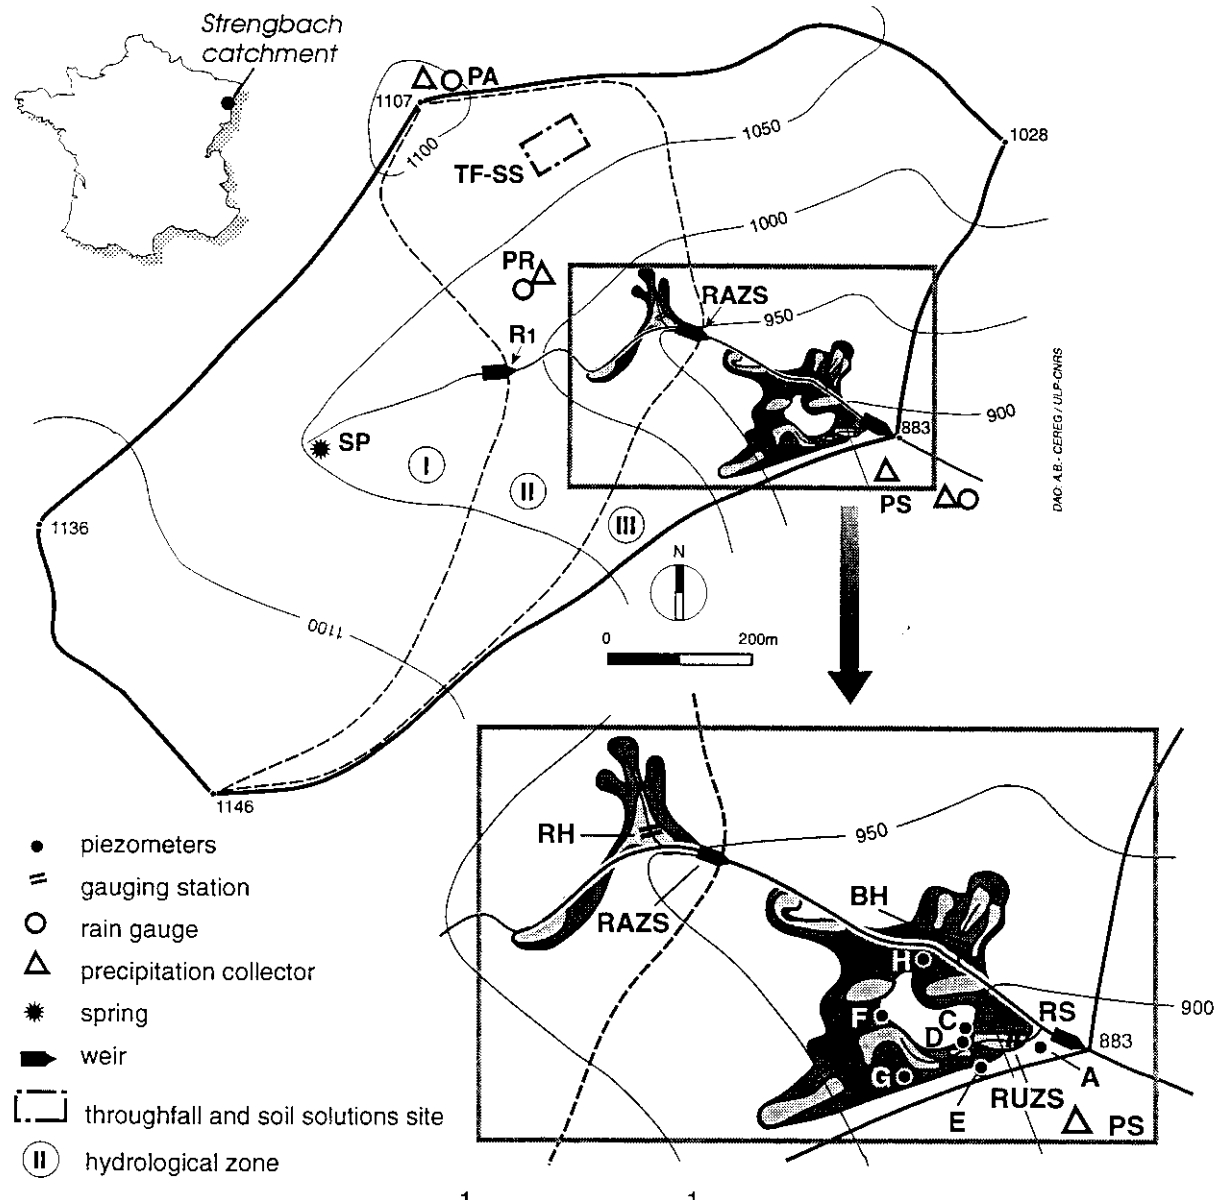 Strengbach
catchment
PA
1107
1100
TF-SS
1050
1028
1000
PR
RAZS
950
R1
900
883
SP
I
II
III
PS
DAO: A.B.- CEREG / ULP-CNRS
1136
N
0 200m
1100
1146
piezometers
gauging station
rain gauge
precipitation collector
spring
weir
throughfall and soil solutions site
II hydrological zone
RH
950
RAZS
BH
H
900
F
C
RS
D
883
G
A
RUZS
E
PS
1 1